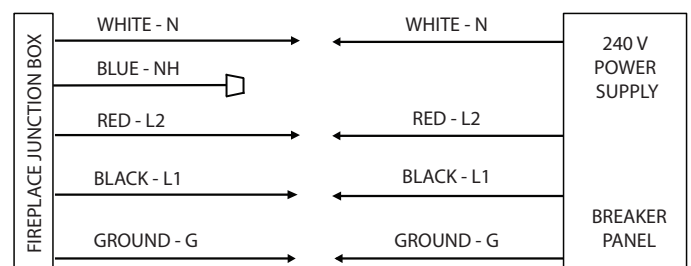 FIREPLACE JUNCTION BOX
WHITE - N
BLUE - NH
RED - L2
BLACK - L1
GROUND - G
WHITE - N
RED - L2
BLACK - L1
GROUND - G
240 V
POWER
SUPPLY
BREAKER
PANEL